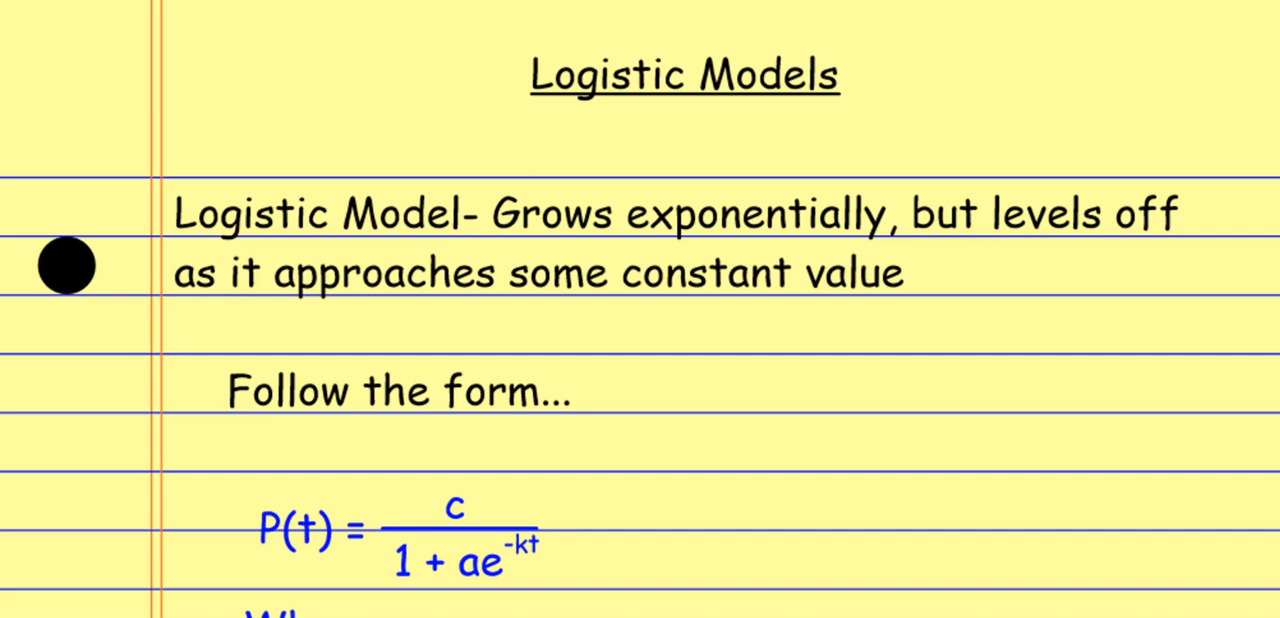 Logistic Models
Logistic Model- Grows exponentially, but levels off
as it approaches some constant value
Follow the form...
P(t) = c / (1 + ae^-kt)